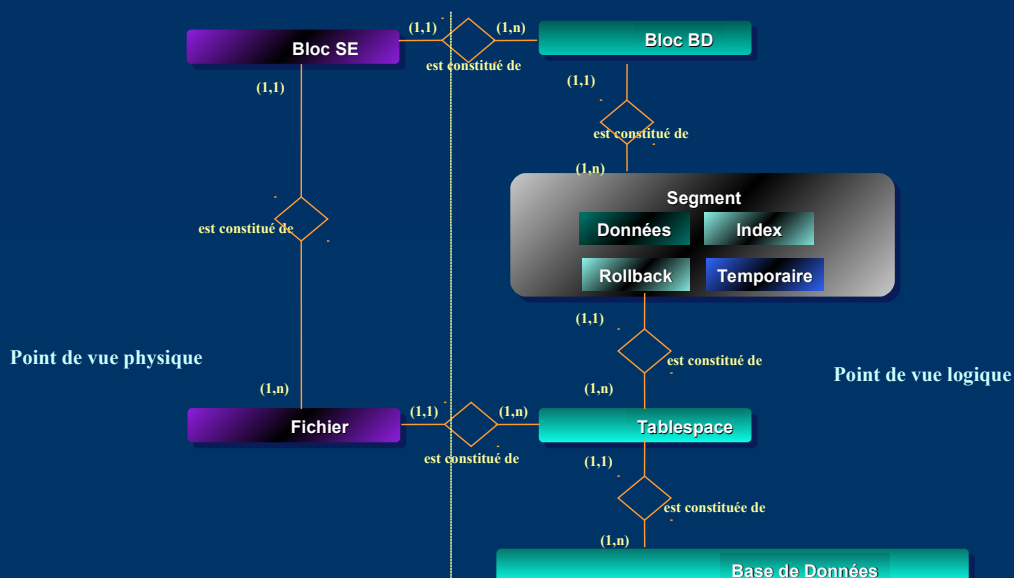 (1,1)
(1,n)
Bloc SE
Bloc BD
est constitué de
(1,1)
(1,1)
est constitué de
(1,n)
Segment
Données
Index
est constitué de
Rollback
Temporaire
(1,1)
Point de vue physique
est constitué de
Point de vue logique
(1,n)
(1,n)
(1,1)
(1,n)
Fichier
Tablespace
est constitué de
(1,1)
est constituée de
(1,n)
Base de Données